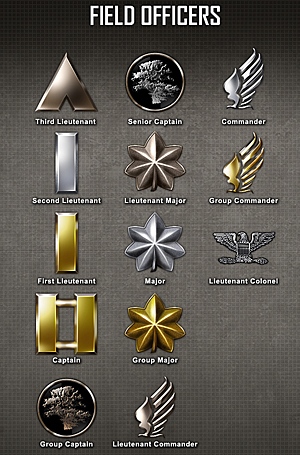 FIELD OFFICERS
Third Lieutenant
Senior Captain
Commander
Second Lieutenant
Lieutenant Major
Group Commander
First Lieutenant
Major
Lieutenant Colonel
Captain
Group Major
Group Captain
Lieutenant Commander